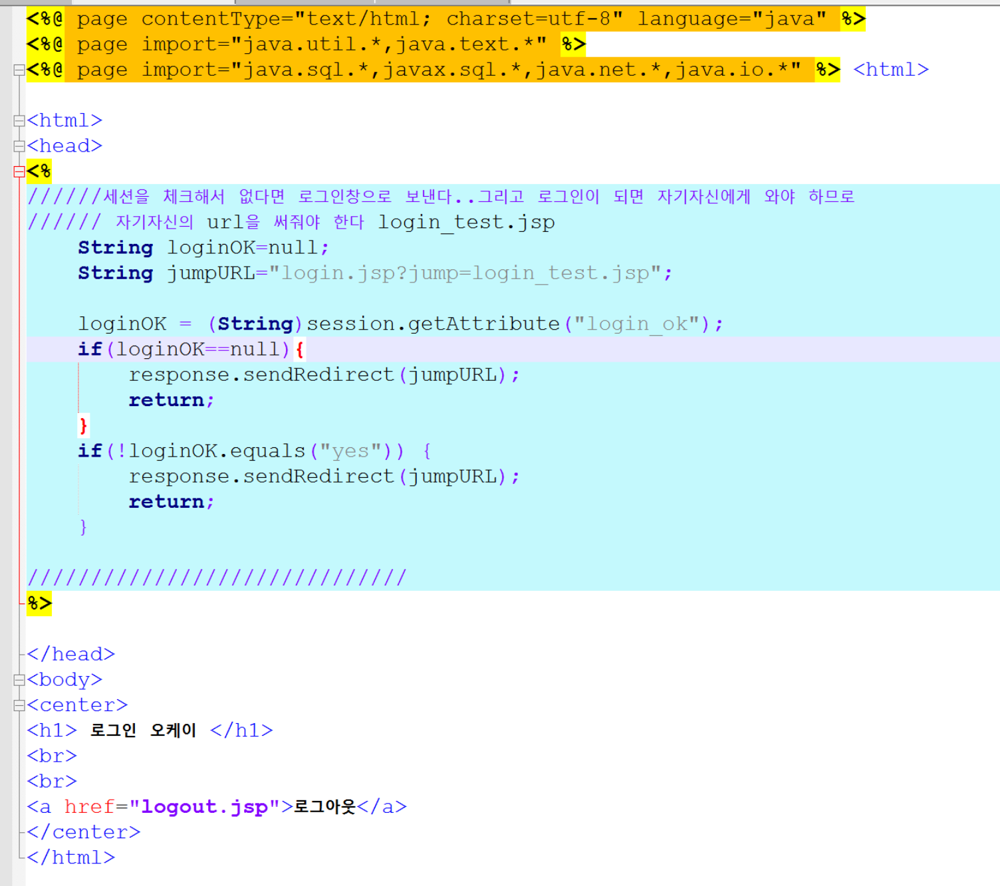 <%@ page contentType="text/html; charset=utf-8" language="java" %>
<%@ page import="java.util.*,java.text.*" %>
<%@ page import="java.sql.*,javax.sql.*,java.net.*,java.io.*" %> <html>
<html>
<head>
<%
//////세션을 체크해서 없다면 로그인창으로 보낸다..그리고 로그인이 되면 자기자신에게 와야 하므로
////// 자기자신의 url을 써줘야 한다 login_test.jsp
String loginOK=null;
String jumpURL="login.jsp?jump=login_test.jsp";
loginOK = (String)session.getAttribute("login_ok");
if(loginOK==null){
response.sendRedirect(jumpURL);
return;
}
if(!loginOK.equals("yes")) {
response.sendRedirect(jumpURL);
return;
}
//////////////////////////////
%>
</head>
<body>
<center>
<h1> 로그인 오케이 </h1>
<br>
<br>
<a href="logout.jsp">로그아웃</a>
</center>
</html>